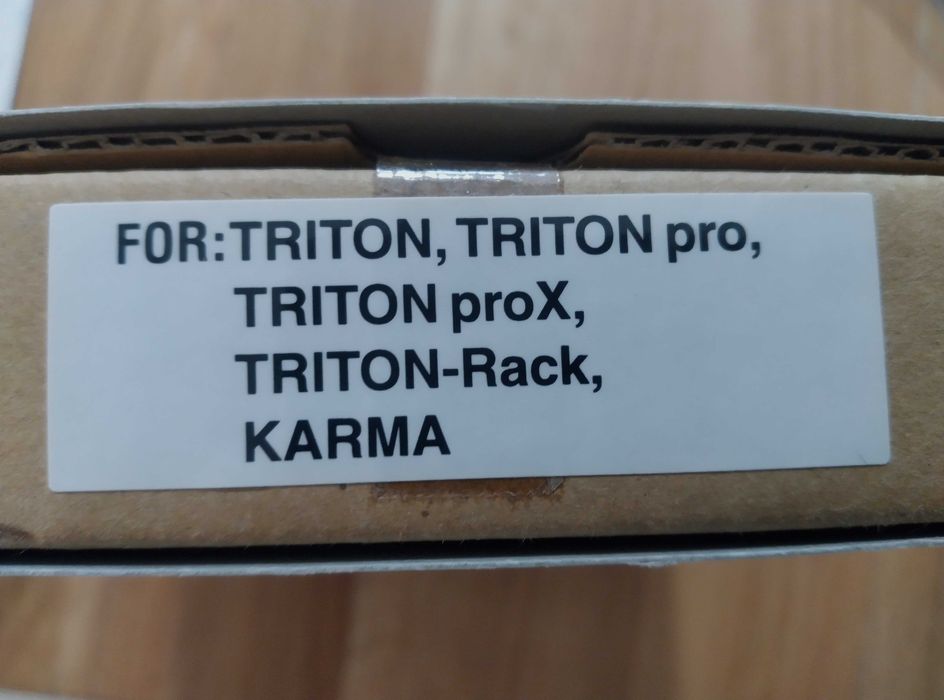 FOR:TRITON, TRITON pro,
TRITON proX,
TRITON-Rack,
KARMA